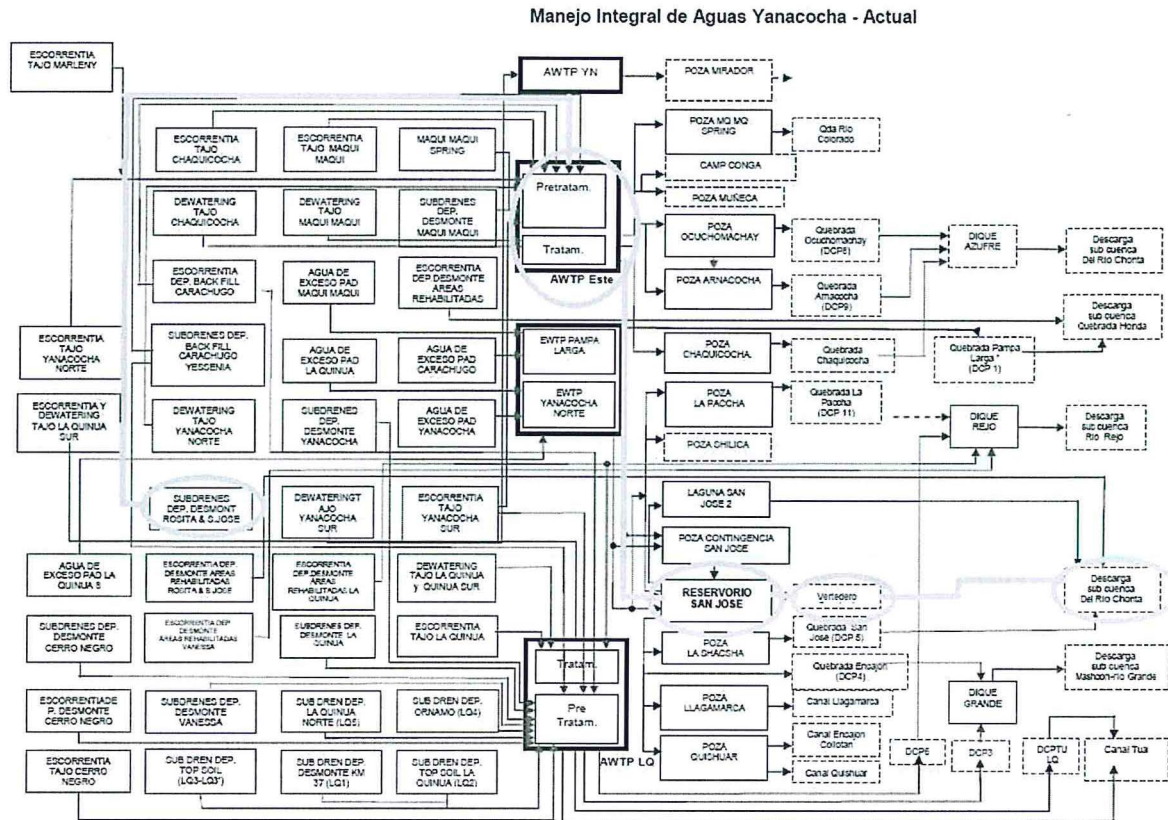 Manejo Integral de Aguas Yanacocha - Actual
ESCORRENTIA
TAJO MARLENY
AWTP YN
POZA MIRADOR
ESCORRENTIA
TAJO
CHAQUICOCHA
ESCORRENTIA
TAJO MAQUI
MAQUI
MAQUI MAQUI
SPRING
POZA MQ MQ
SPRING
Qda Rio
Colorado
CAMP CONGA
POZA MUÑECA
Pretratam.
Tratam.
AWTP Este
DEWATERING
TAJO
CHAQUICOCHA
DEWATERING
TAJO
MAQUI MAQUI
SUBDRENES
DEP.
DESMONTE
MAQUI MAQUI
POZA
OCUCHOMACHAY
Quebrada
Ocuchomachay
(DCP8)
DIQUE
AZUFRE
Descarga
sub cuenca
Del Rio Chonta
ESCORRENTIA
DEP. BACK FILL
CARACHUGO
AGUA DE
EXCESO PAD
MAQUI MAQUI
ESCORRENTIA
DEP.DESMONTE
AREAS
REHABILITADAS
POZA ARNACOCHA
Quebrada
Arnacocha
(DCP9)
Descarga
sub cuenca
Quebrada Honda
ESCORRENTIA
TAJO
YANACOCHA
NORTE
SUBDRENES DEP.
BACK FILL
CARACHUGO
YESSENIA
AGUA DE
EXCESO PAD
LA QUINUA
AGUA DE
EXCESO PAD
CARACHUGO
EWTP PAMPA
LARGA
EWTP
YANACOCHA
NORTE
POZA
CHAQUICOCHA
Quebrada
Chaquicocha
Quebrada Pampa
Larga *
(DCP 1)
ESCORRENTIA Y
DEWATERING
TAJO LA QUINUA
SUR
DEWATERING
TAJO
YANACOCHA
NORTE
SUBDRENES
DEP.
DESMONTE
YANACOCHA
AGUA DE
EXCESO PAD
YANACOCHA
POZA
LA PACCHA
Quebrada La
Paccha
(DCP 11)
POZA SHILICA
DIQUE
REJO
Descarga
sub cuenca
Rio Rejo
SUBDRENES
DEP. DESMONT
ROSITA & S.JOSE
DEWATERINGT
AJO YANACOCHA
SUR
ESCORRENTIA
TAJO
YANACOCHA
SUR
LAGUNA SAN
JOSE 2
POZA CONTINGENCIA
SAN JOSE
AGUA DE
EXCESO PAD LA
QUINUA 8
ESCORRENTIA DEP.
DESMONTE AREAS
REHABILITADAS
ROSITA & S JOSE
ESCORRENTIA
DEP.DESMONTE
AREAS
REHABILITADAS LA
QUINUA
DEWATERING
TAJO LA QUINUA
y QUINUA SUR
RESERVORIO
SAN JOSE
Vertedero
Descarga
sub cuenca
Del Rio Chonta
SUBDRENES DEP.
DESMONTE
CERRO NEGRO
ESCORRENTIA DEP
DESMONTE
AREAS REHABILITADAS
VANESSA
SUBDRENES DEP.
DESMONTE LA
QUINUA
ESCORRENTIA
TAJO LA QUINUA
POZA
LA SHACSHA
Quebrada San
José (DCP 5)
Tratam.
Pre
Tratam.
AWTP LQ
Quebrada Encajon
(DCP4)
Descarga
sub cuenca
Mashcon-rio Grande
ESCORRENTIADE
P. DESMONTE
CERRO NEGRO
SUBDRENES DEP.
DESMONTE
VANESSA
SUB DREN DEP.
LA QUINUA
NORTE (LQ5)
SUB DREN DEP.
ORNAMO (LQ4)
POZA
LLAGAMARCA
Canal Llagamarca
DIQUE
GRANDE
ESCORRENTIA
TAJO CERRO
NEGRO
SUB DREN DEP.
TOP SOIL
(LQ3-LQ3*)
SUB DREN DEP.
DESMONTE KM
37 (LQ1)
SUB DREN DEP.
TOP SOIL LA
QUINUA (LQ2)
POZA
QUISHUAR
Canal Encajon
Collotan
Canal Quishuar
DCP6
DCP3
DCPTU
LQ
Canal Tual